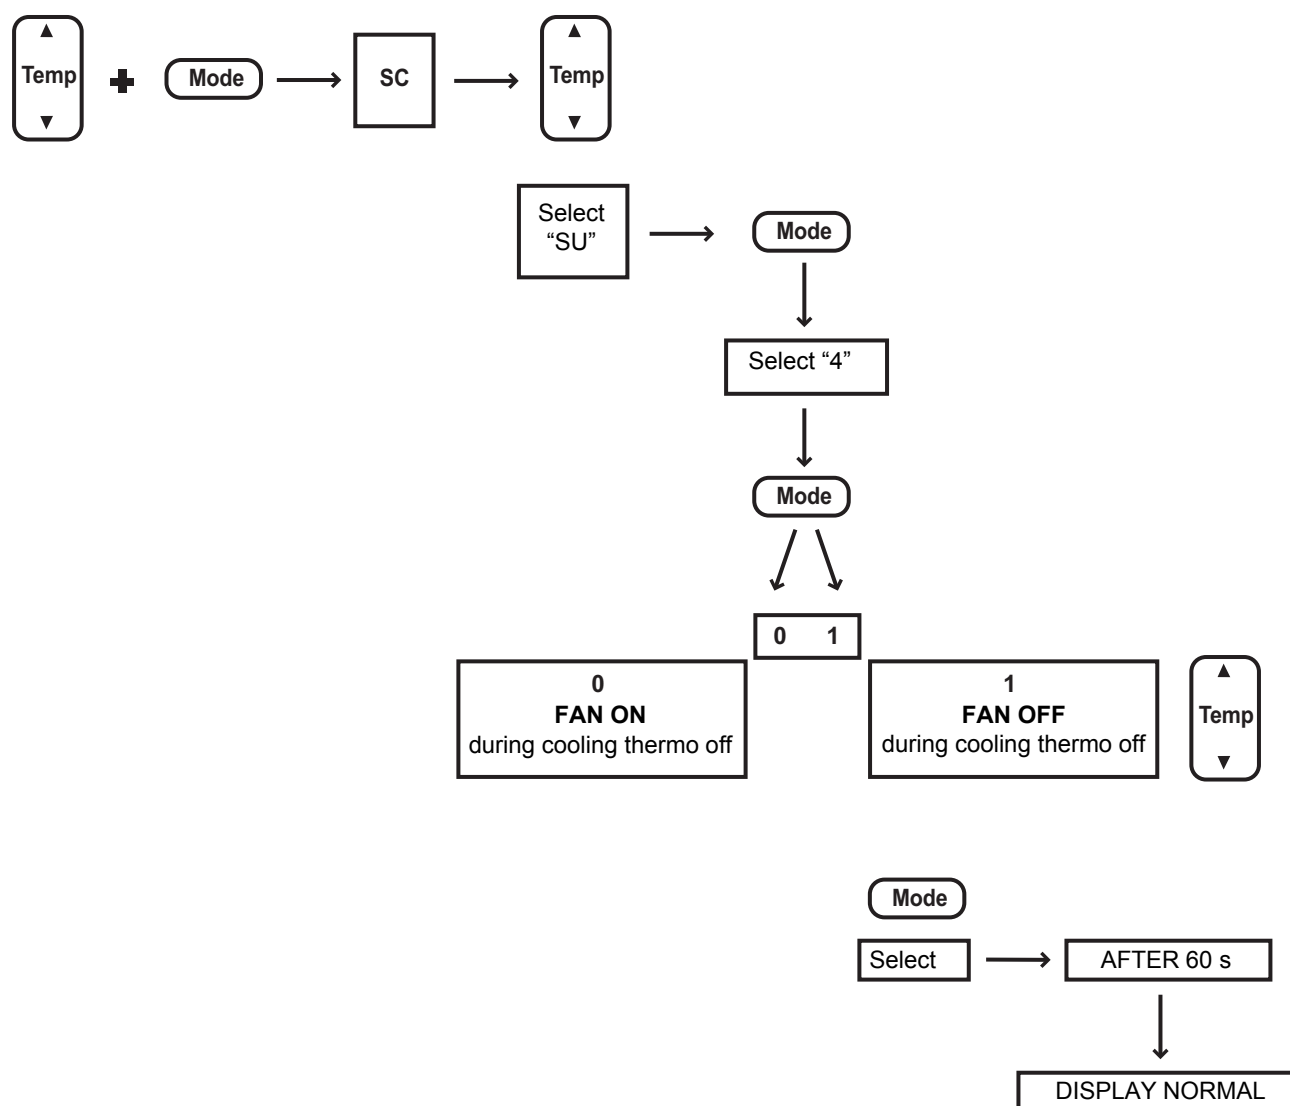 ▲ ▲
Temp Mode SC Temp
▼ ▼
Select
“SU”
Mode
Select “4”
Mode
0 1
0
FAN ON
during cooling thermo off
1
FAN OFF
during cooling thermo off
▲
Temp
▼
Mode
Select
AFTER 60 s
DISPLAY NORMAL